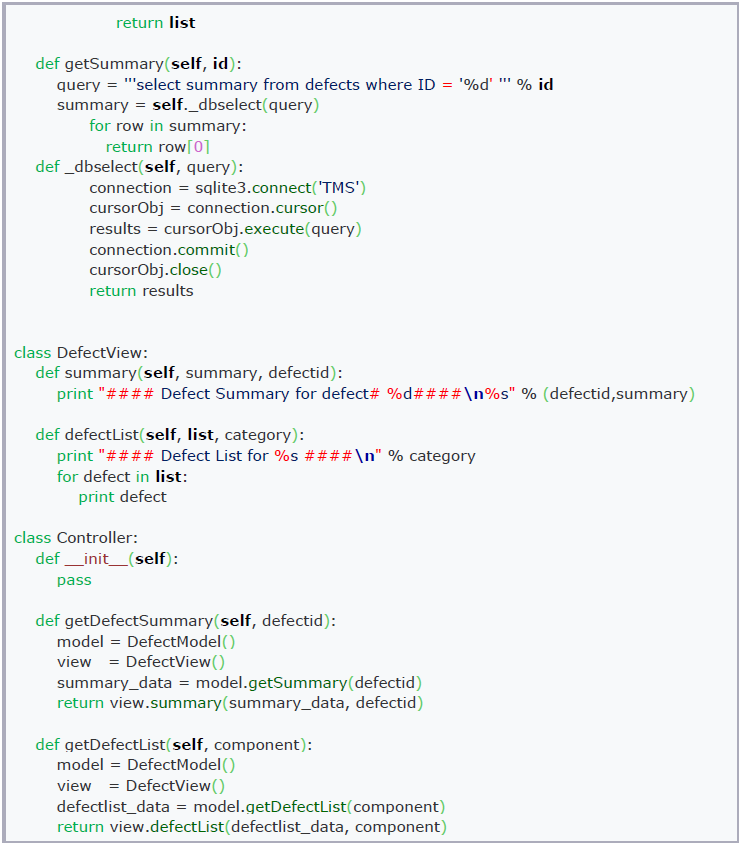 return list
def getSummary(self, id):
query = '''select summary from defects where ID = '%d' ''' % id
summary = self._dbselect(query)
for row in summary:
return row[0]
def _dbselect(self, query):
connection = sqlite3.connect('TMS')
cursorObj = connection.cursor()
results = cursorObj.execute(query)
connection.commit()
cursorObj.close()
return results
class DefectView:
def summary(self, summary, defectid):
print "#### Defect Summary for defect# %d####\n%s" % (defectid,summary)
def defectList(self, list, category):
print "#### Defect List for %s ####\n" % category
for defect in list:
print defect
class Controller:
def __init__(self):
pass
def getDefectSummary(self, defectid):
model = DefectModel()
view = DefectView()
summary_data = model.getSummary(defectid)
return view.summary(summary_data, defectid)
def getDefectList(self, component):
model = DefectModel()
view = DefectView()
defectlist_data = model.getDefectList(component)
return view.defectList(defectlist_data, component)